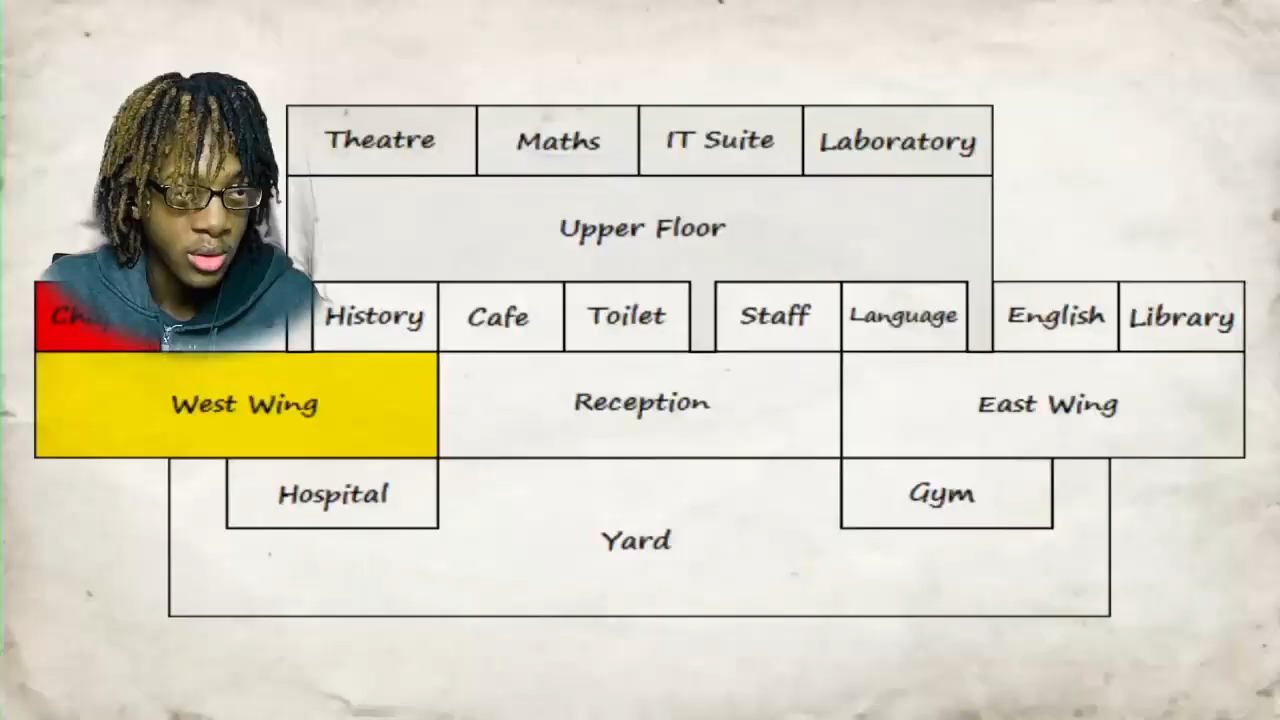 Theatre Maths IT Suite Laboratory
Upper Floor
History Cafe Toilet Staff Language English Library
West Wing Reception East Wing
Hospital Gym
Yard